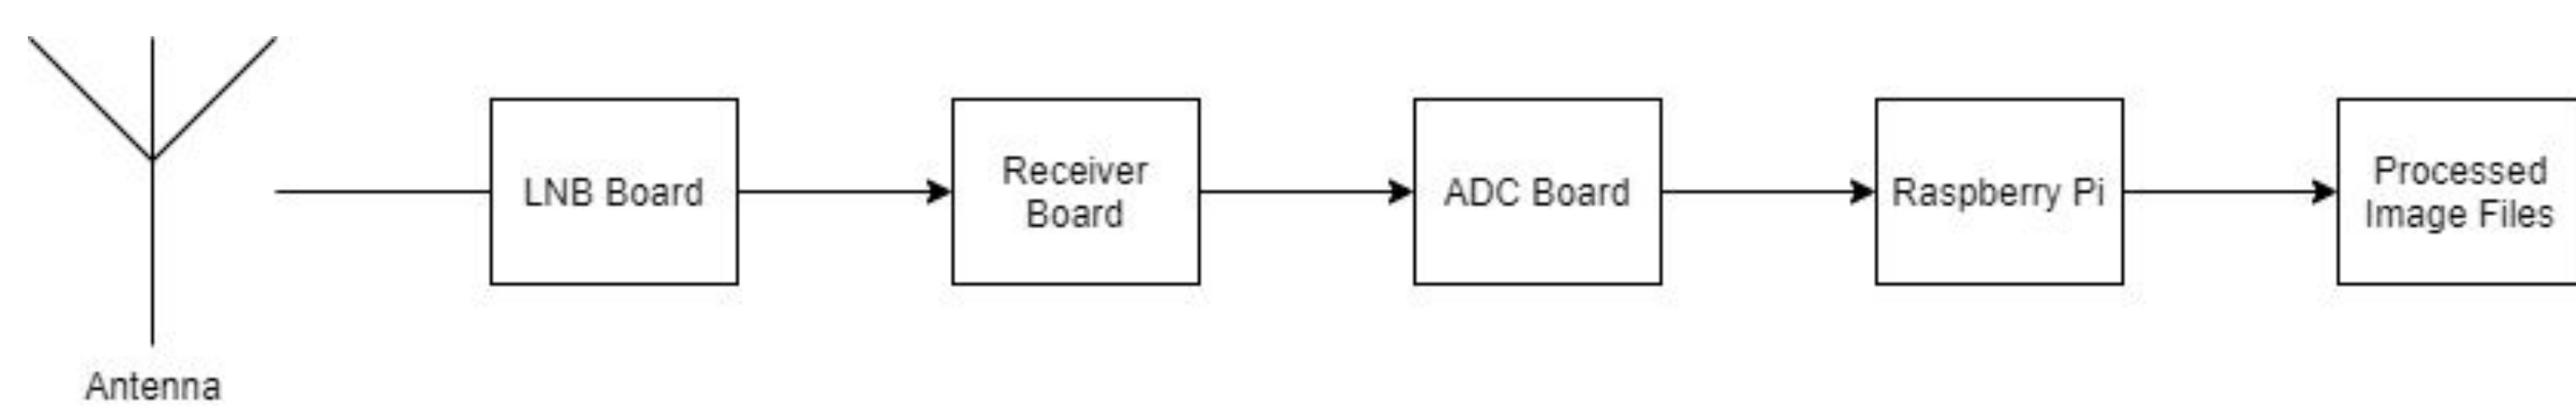 LNB Board
Receiver
Board
ADC Board
Raspberry Pi
Processed
Image Files
Antenna